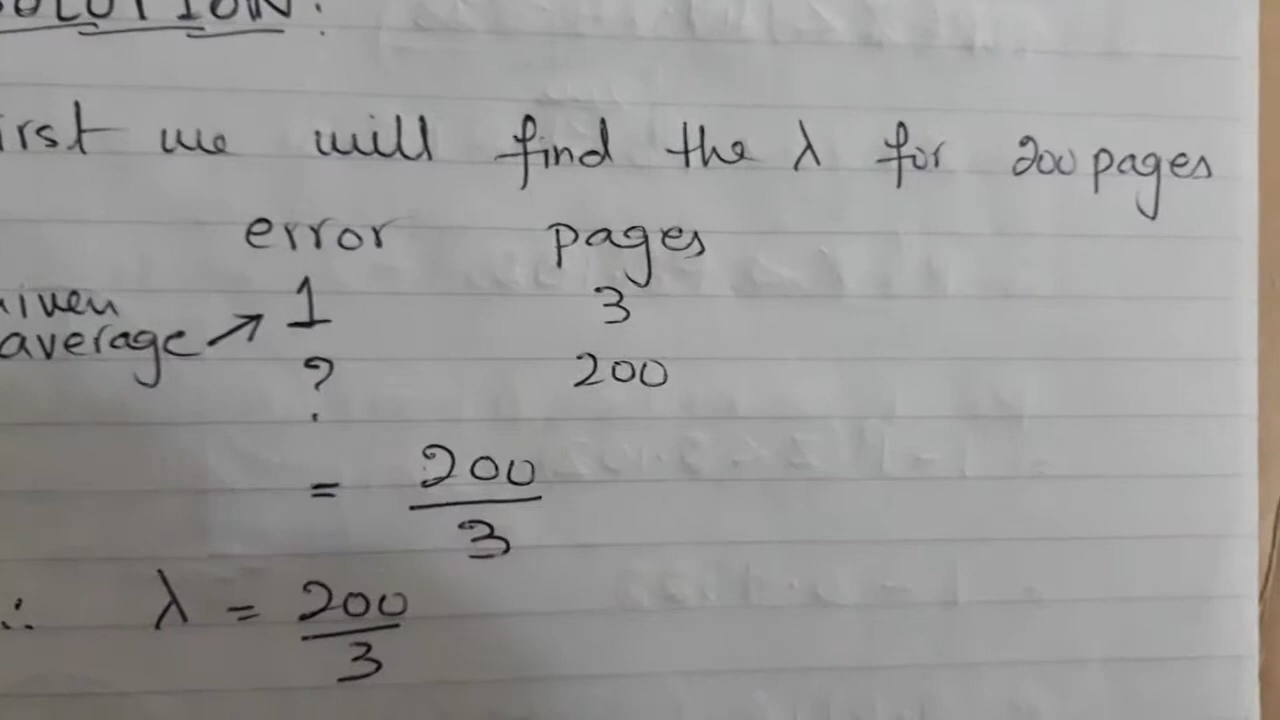 SOLUTION:
irst we will find the λ for 200 pages
error pages
iven
average → 1 3
? 200
= 200/3
∴ λ = 200/3